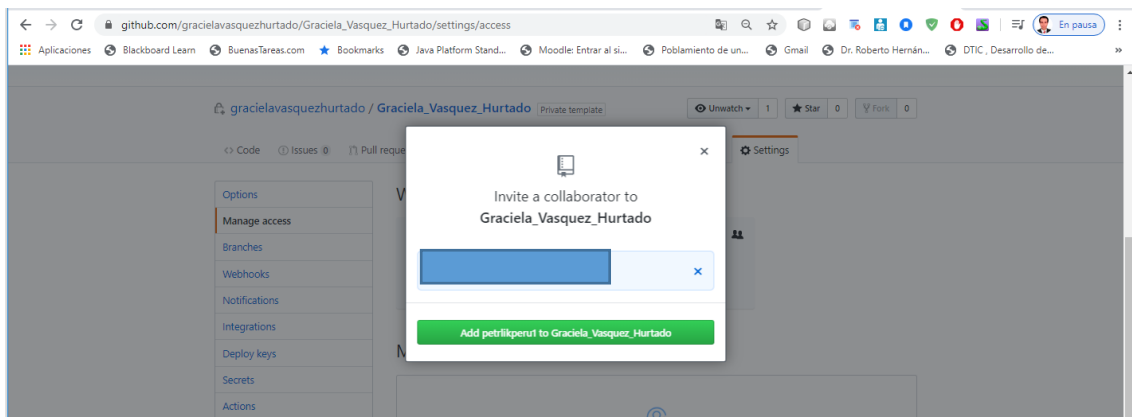 github.com/gracielavasquezhurtado/Graciela_Vasquez_Hurtado/settings/access En pausa
Aplicaciones Blackboard Learn BuenasTareas.com Bookmarks Java Platform Stand... Moodle: Entrar al si... Poblamiento de un... Gmail Dr. Roberto Hernán... DTIC , Desarrollo de... »
gracielavasquezhurtado / Graciela_Vasquez_Hurtado Private template Unwatch 1 Star 0 Fork 0
<> Code Issues 0 Pull reque Settings
Invite a collaborator to
Graciela_Vasquez_Hurtado
Add petrlikperu1 to Graciela_Vasquez_Hurtado
Options
Manage access
Branches
Webhooks
Notifications
Integrations
Deploy keys
Secrets
Actions